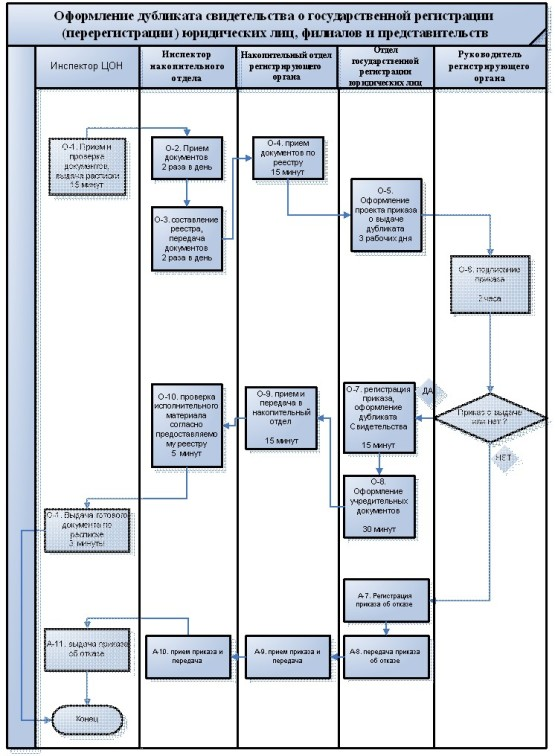 Оформление дубликата свидетельства о государственной регистрации
(перерегистрации) юридических лиц, филиалов и представительств
Инспектор ЦОН
Инспектор
накопительного
отдела
Накопительный отдел
регистрирующего
органа
Отдел
государственной
регистрации
юридических лиц
Руководитель
регистрирующего
органа
О-1. Прием и
проверка
документов,
выдача расписки
15 минут
О-2. Прием
документов
2 раза в день
О-3. составление
реестра,
передача
документов
2 раза в день
О-4. прием
документов по
реестру
15 минут
О-5.
Оформление
проекта приказа
о выдаче
дубликата
3 рабочих дня
О-6. подписание
приказа
2 часа
Приказ о выдаче
или нет?
ДА
НЕТ
О-7. регистрация
приказа,
оформление
дубликата
Свидетельства
15 минут
О-8.
Оформление
учредительных
документов
30 минут
О-9. прием и
передача в
накопительный
отдел
15 минут
О-10. проверка
исполнительного
материала
согласно
предоставляе
му реестру
5 минут
О-1. Выдача готового
документа по
расписке
3 минуты
А-7. Регистрация
приказа об отказе
А-8. передача приказа
об отказе
А-9. прием приказа и
передача
А-10. прием приказа и
передача
А-11. выдача приказа
об отказе
Конец